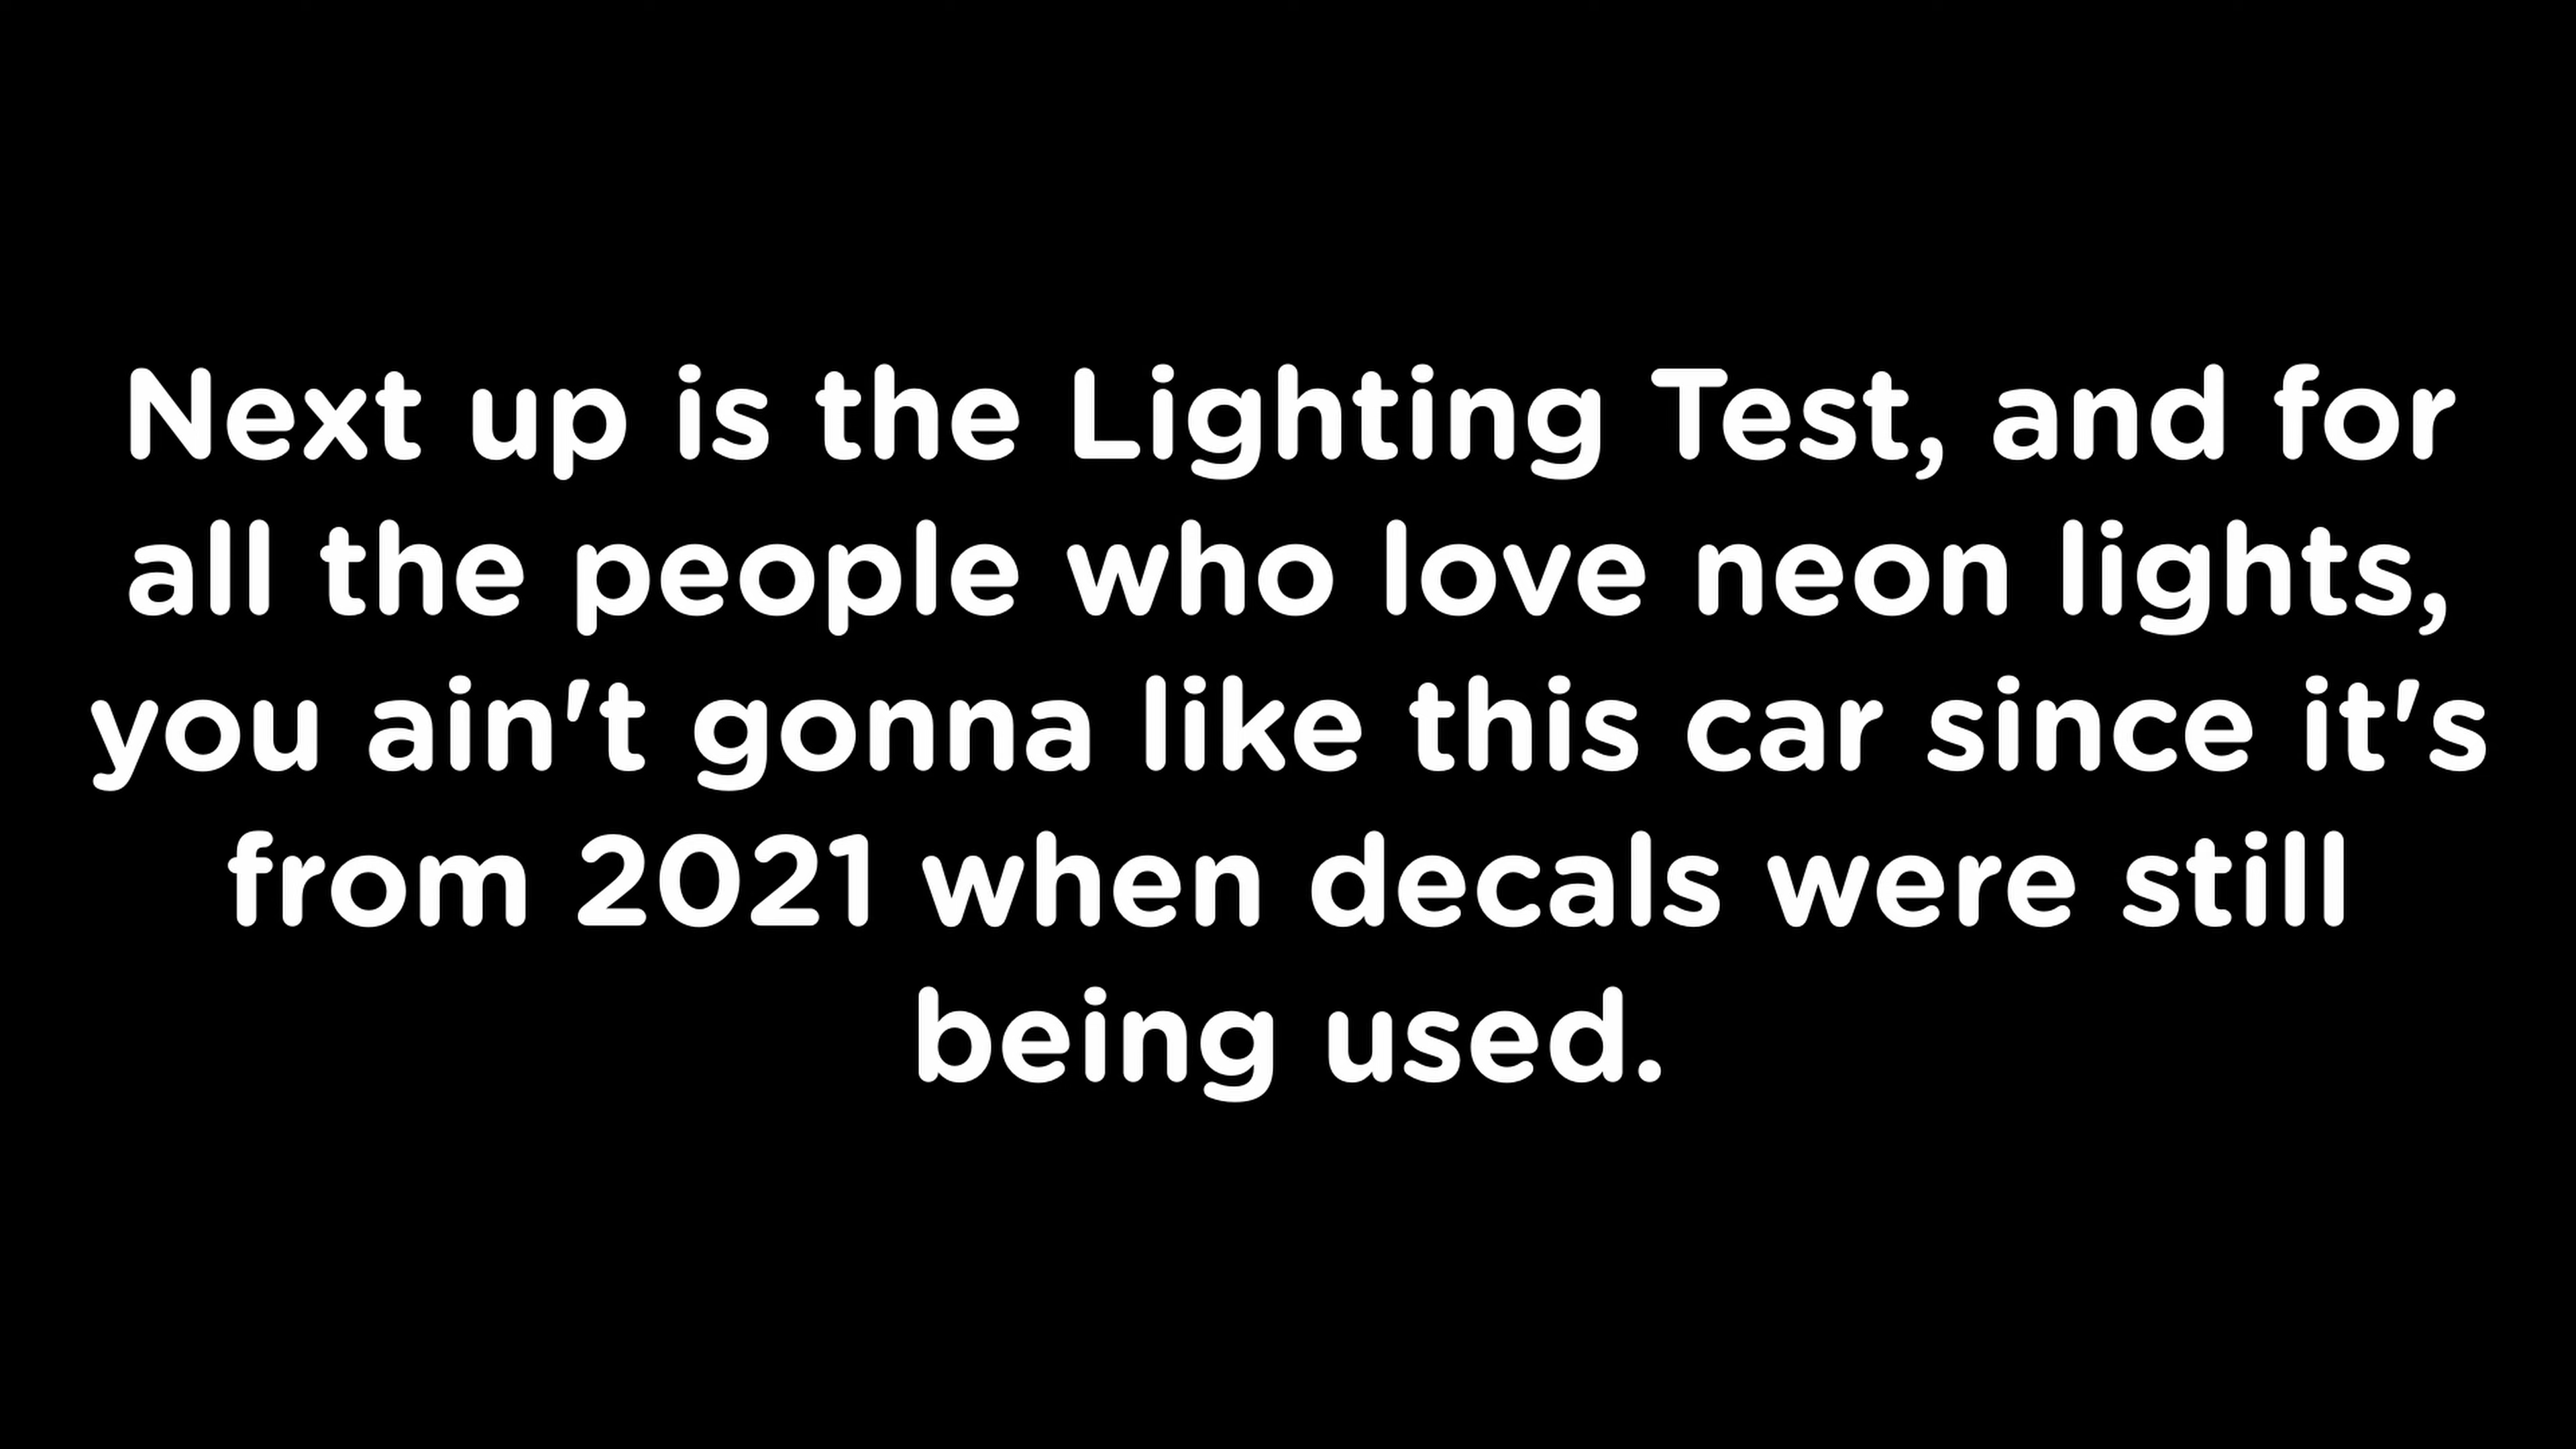 Next up is the Lighting Test, and for
all the people who love neon lights,
you ain't gonna like this car since it's
from 2021 when decals were still
being used.